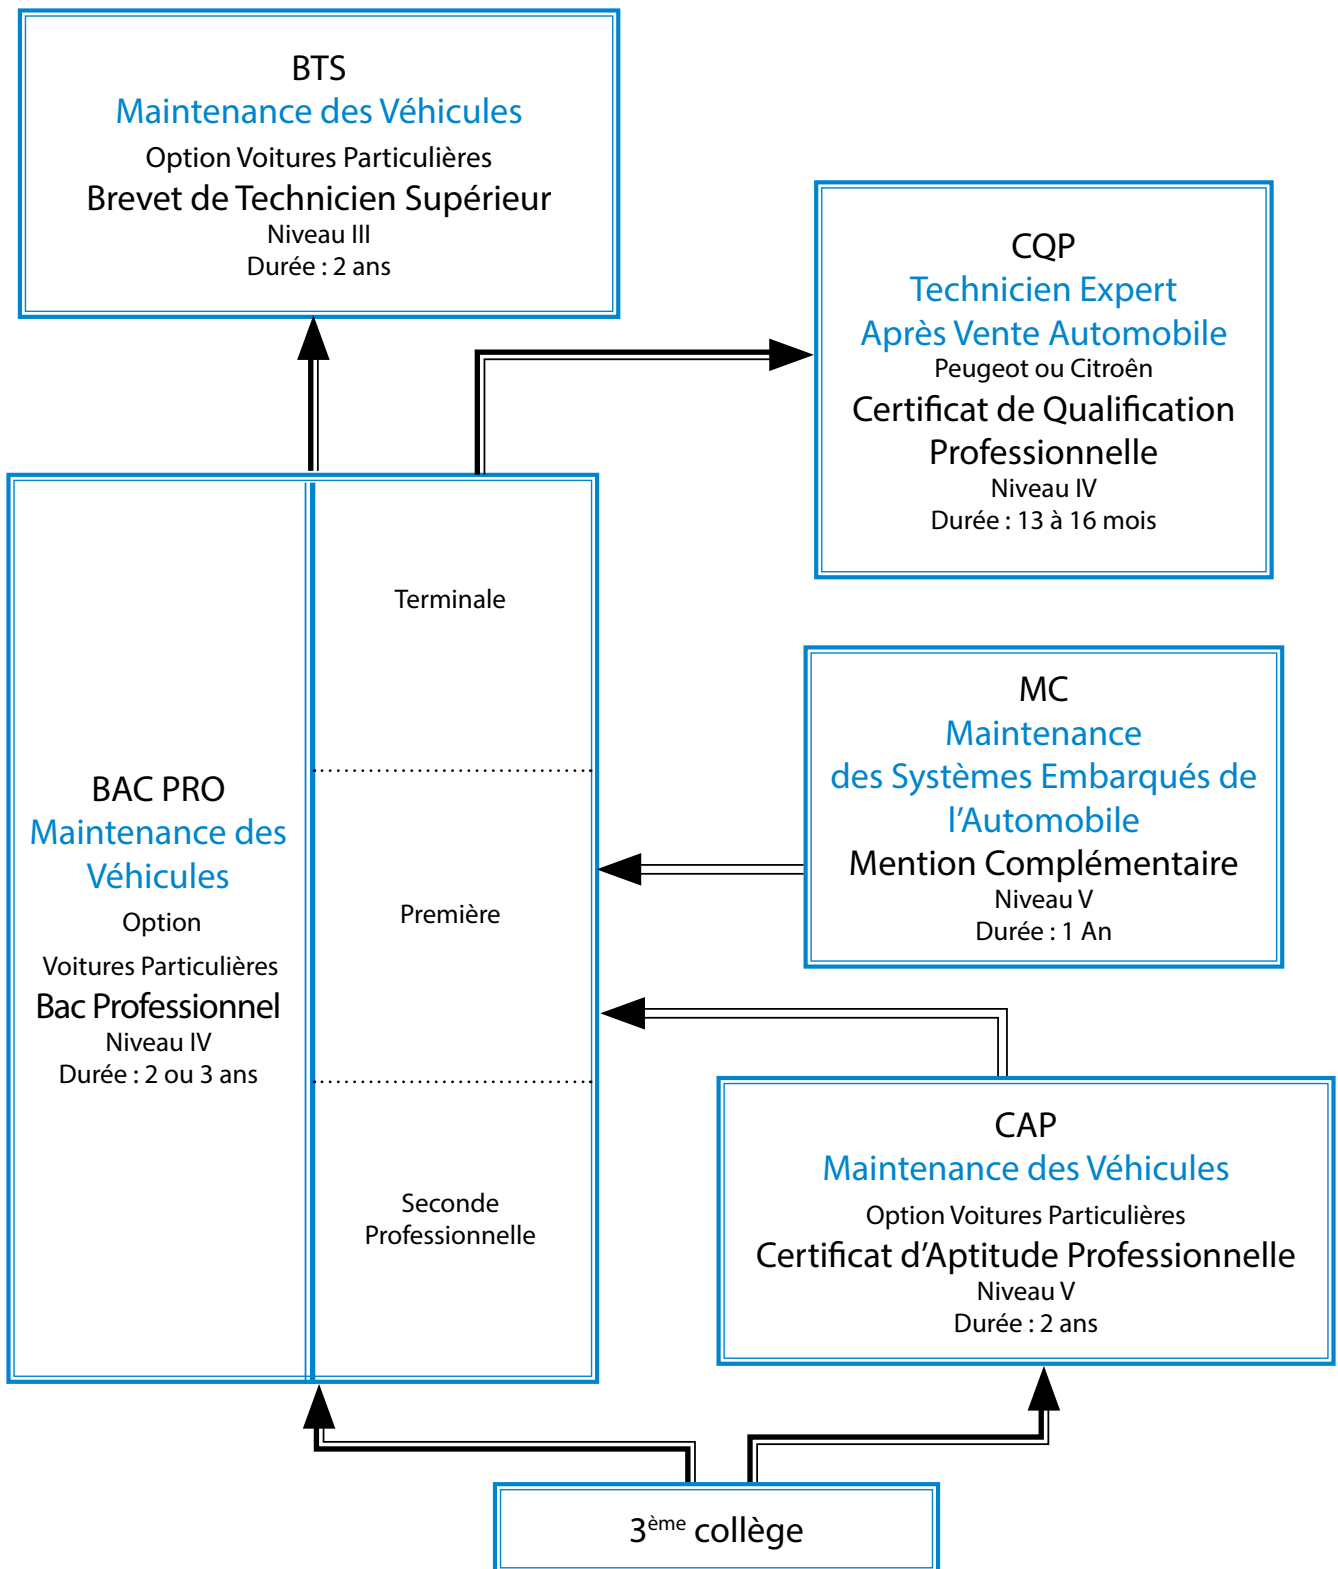 BTS
Maintenance des Véhicules
Option Voitures Particulières
Brevet de Technicien Supérieur
Niveau III
Durée : 2 ans
CQP
Technicien Expert
Après Vente Automobile
Peugeot ou Citroên
Certificat de Qualification
Professionnelle
Niveau IV
Durée : 13 à 16 mois
BAC PRO
Maintenance des
Véhicules
Option
Voitures Particulières
Bac Professionnel
Niveau IV
Durée : 2 ou 3 ans
Terminale
Première
Seconde
Professionnelle
MC
Maintenance
des Systèmes Embarqués de
l'Automobile
Mention Complémentaire
Niveau V
Durée : 1 An
CAP
Maintenance des Véhicules
Option Voitures Particulières
Certificat d'Aptitude Professionnelle
Niveau V
Durée : 2 ans
3ème collège